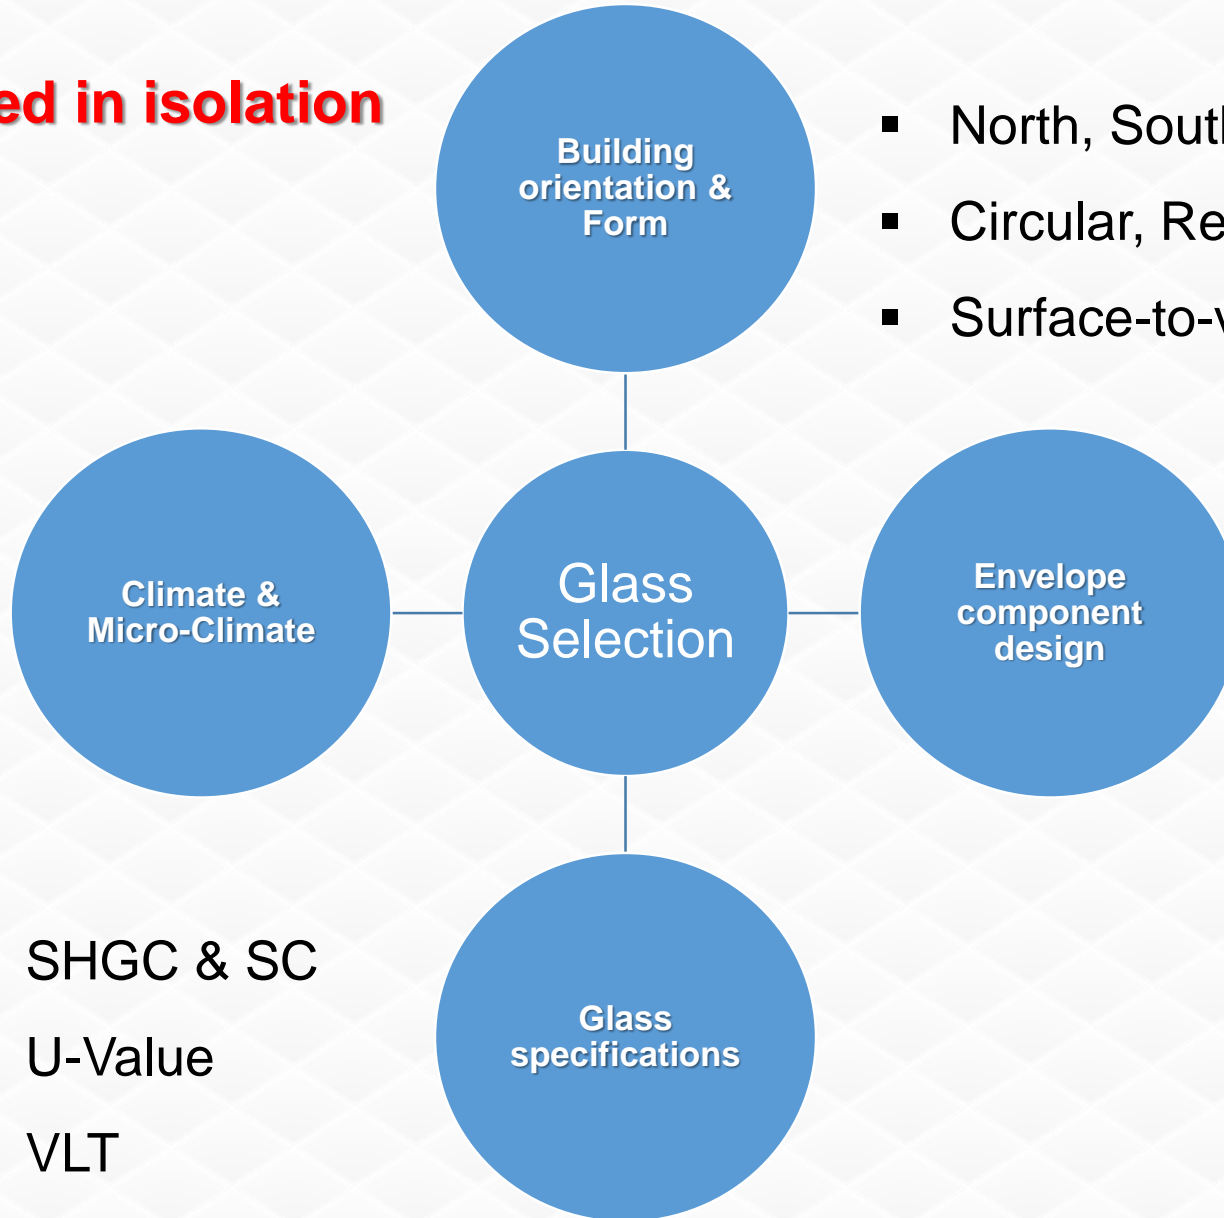 ed in isolation
Building
orientation &
Form
North, South
Circular, Re
Surface-to-v
Climate &
Micro-Climate
Glass
Selection
Envelope
component
design
SHGC & SC
U-Value
VLT
Glass
specifications